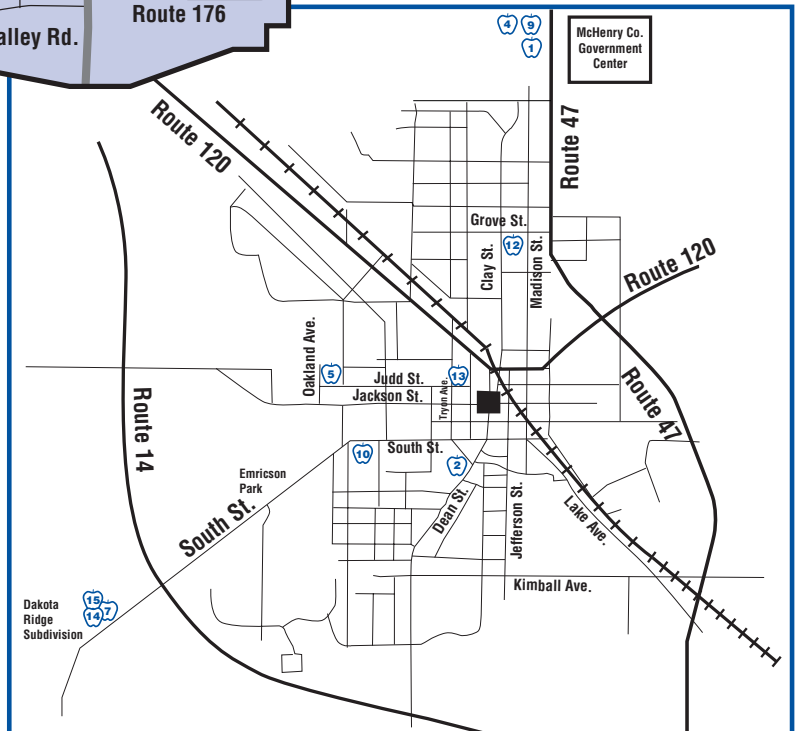 Route 176
alley Rd.
4
9
1
McHenry Co.
Government
Center
Route 120
Route 47
Grove St.
12
Clay St.
Madison St.
Route 120
Oakland Ave.
5
Judd St.
13
Jackson St.
Tryon Ave.
Route 47
Route 14
10
South St.
2
Emricson
Park
South St.
Dean St.
Jefferson St.
Lake Ave.
Kimball Ave.
15
14
7
Dakota
Ridge
Subdivision